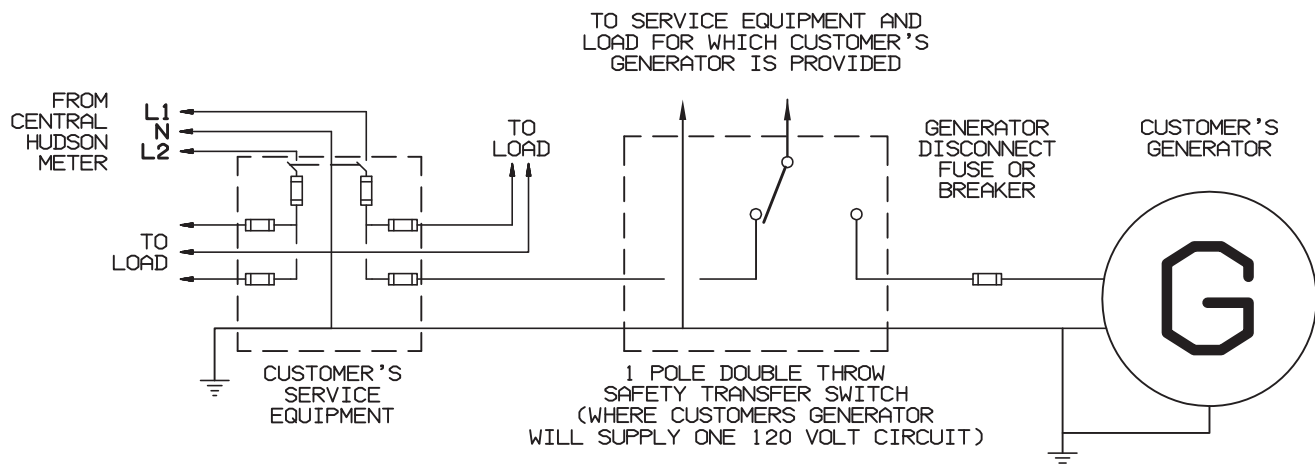 TO SERVICE EQUIPMENT AND
LOAD FOR WHICH CUSTOMER'S
GENERATOR IS PROVIDED
FROM
CENTRAL
HUDSON
METER
L1
N
L2
TO
LOAD
GENERATOR
DISCONNECT
FUSE OR
BREAKER
CUSTOMER'S
GENERATOR
TO
LOAD
G
CUSTOMER'S
SERVICE
EQUIPMENT
1 POLE DOUBLE THROW
SAFETY TRANSFER SWITCH
(WHERE CUSTOMERS GENERATOR
WILL SUPPLY ONE 120 VOLT CIRCUIT)